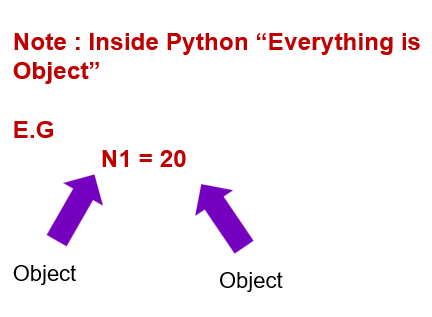 Note : Inside Python “Everything is
Object”
E.G
N1 = 20
Object
Object